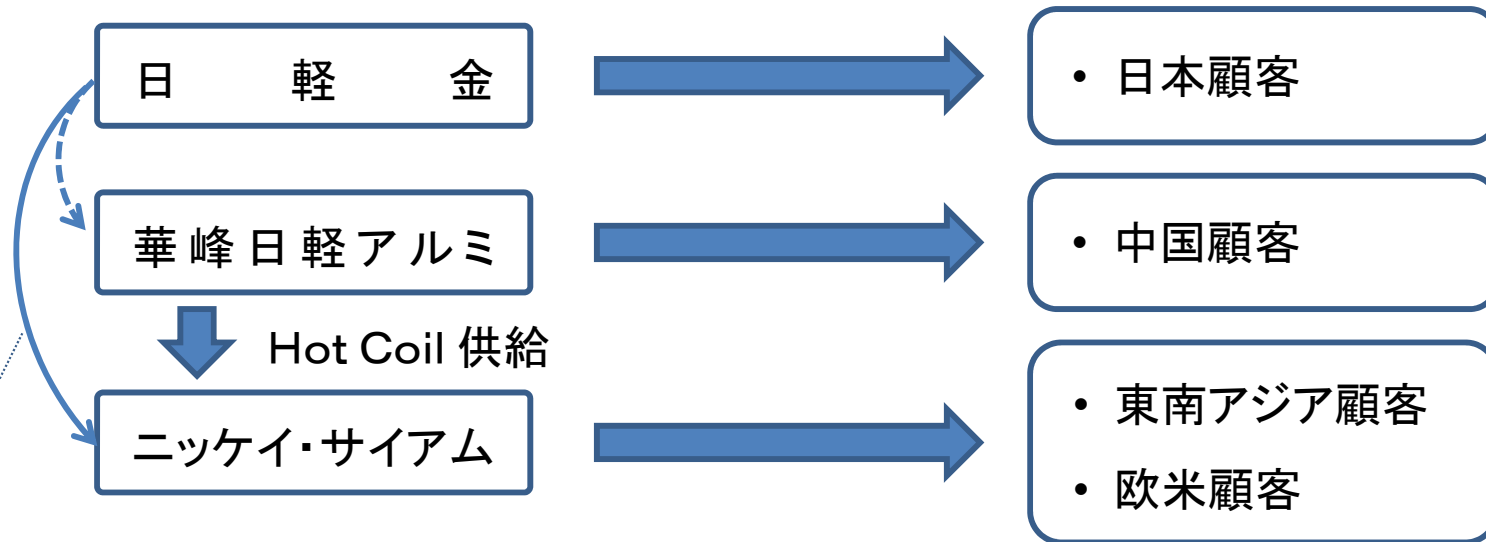 日軽金
• 日本顧客
華峰日軽アルミ
• 中国顧客
Hot Coil 供給
ニッケイ・サイアム
• 東南アジア顧客
• 欧米顧客